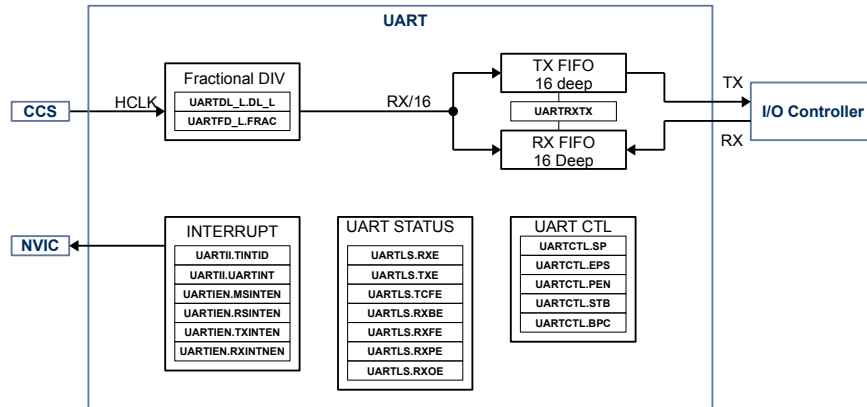 UART
Fractional DIV
UARTDL_L.DL_L
UARTFD_L.FRAC
CCS
HCLK
RX/16
TX FIFO
16 deep
UARTRXTX
RX FIFO
16 Deep
TX
RX
I/O Controller
NVIC
INTERRUPT
UARTII.TINTID
UARTII.UARTINT
UARTIEN.MSINTEN
UARTIEN.RSINTEN
UARTIEN.TXINTEN
UARTIEN.RXINTNEN
UART STATUS
UARTLS.RXE
UARTLS.TXE
UARTLS.TCFE
UARTLS.RXBE
UARTLS.RXFE
UARTLS.RXPE
UARTLS.RXOE
UART CTL
UARTCTL.SP
UARTCTL.EPS
UARTCTL.PEN
UARTCTL.STB
UARTCTL.BPC